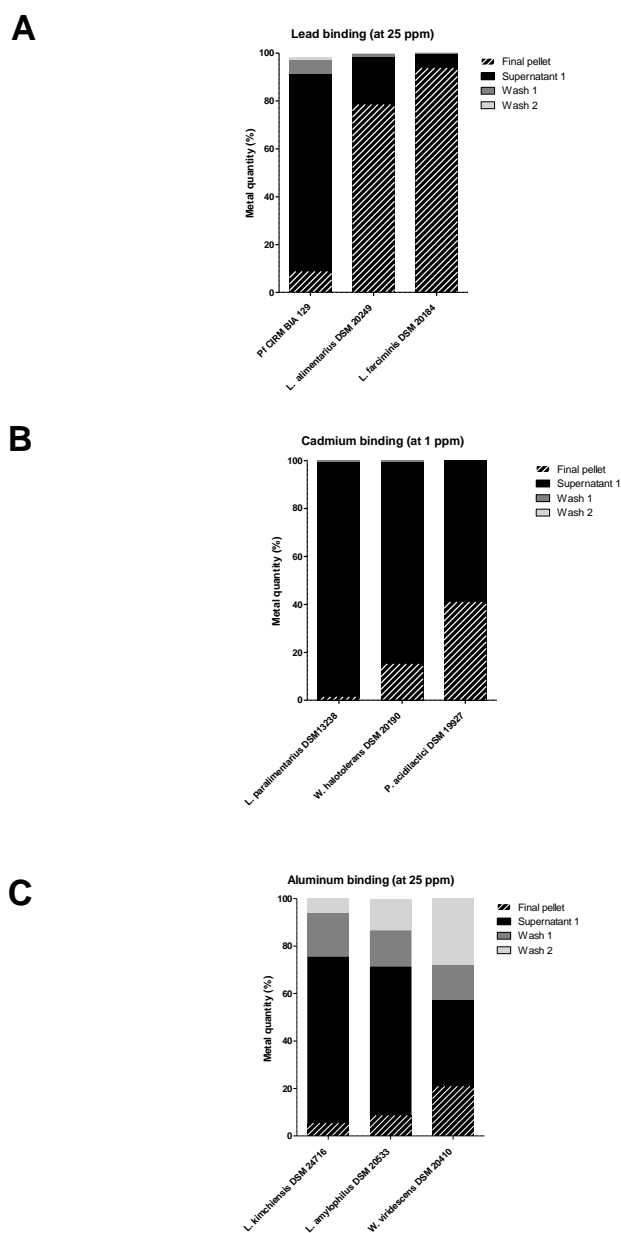 A
Lead binding (at 25 ppm)
100
80
60
40
20
0
Metal quantity (%)
Final pellet
Supernatant 1
Wash 1
Wash 2
Pf CIRM BIA 129
L. alimentarius DSM 20249
L. farciminis DSM 20184
B
Cadmium binding (at 1 ppm)
100
80
60
40
20
0
Metal quantity (%)
Final pellet
Supernatant 1
Wash 1
Wash 2
L. paralimentarius DSM13238
W. halotolerans DSM 20190
P. acidilactici DSM 19927
C
Aluminum binding (at 25 ppm)
100
80
60
40
20
0
Metal quantity (%)
Final pellet
Supernatant 1
Wash 1
Wash 2
L. kimchiensis DSM 24716
L. amylophilus DSM 20533
W. viridescens DSM 20410